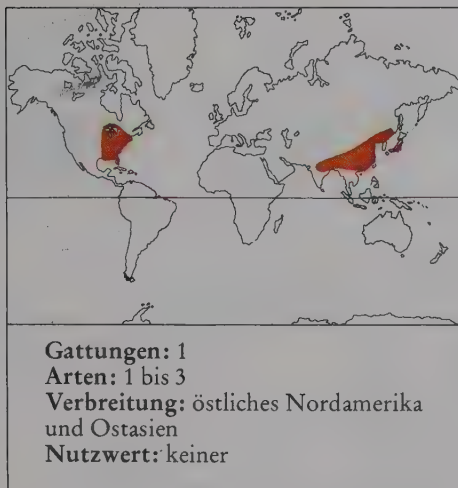 Gattungen: 1
Arten: 1 bis 3
Verbreitung: östliches Nordamerika
und Ostasien
Nutzwert: keiner